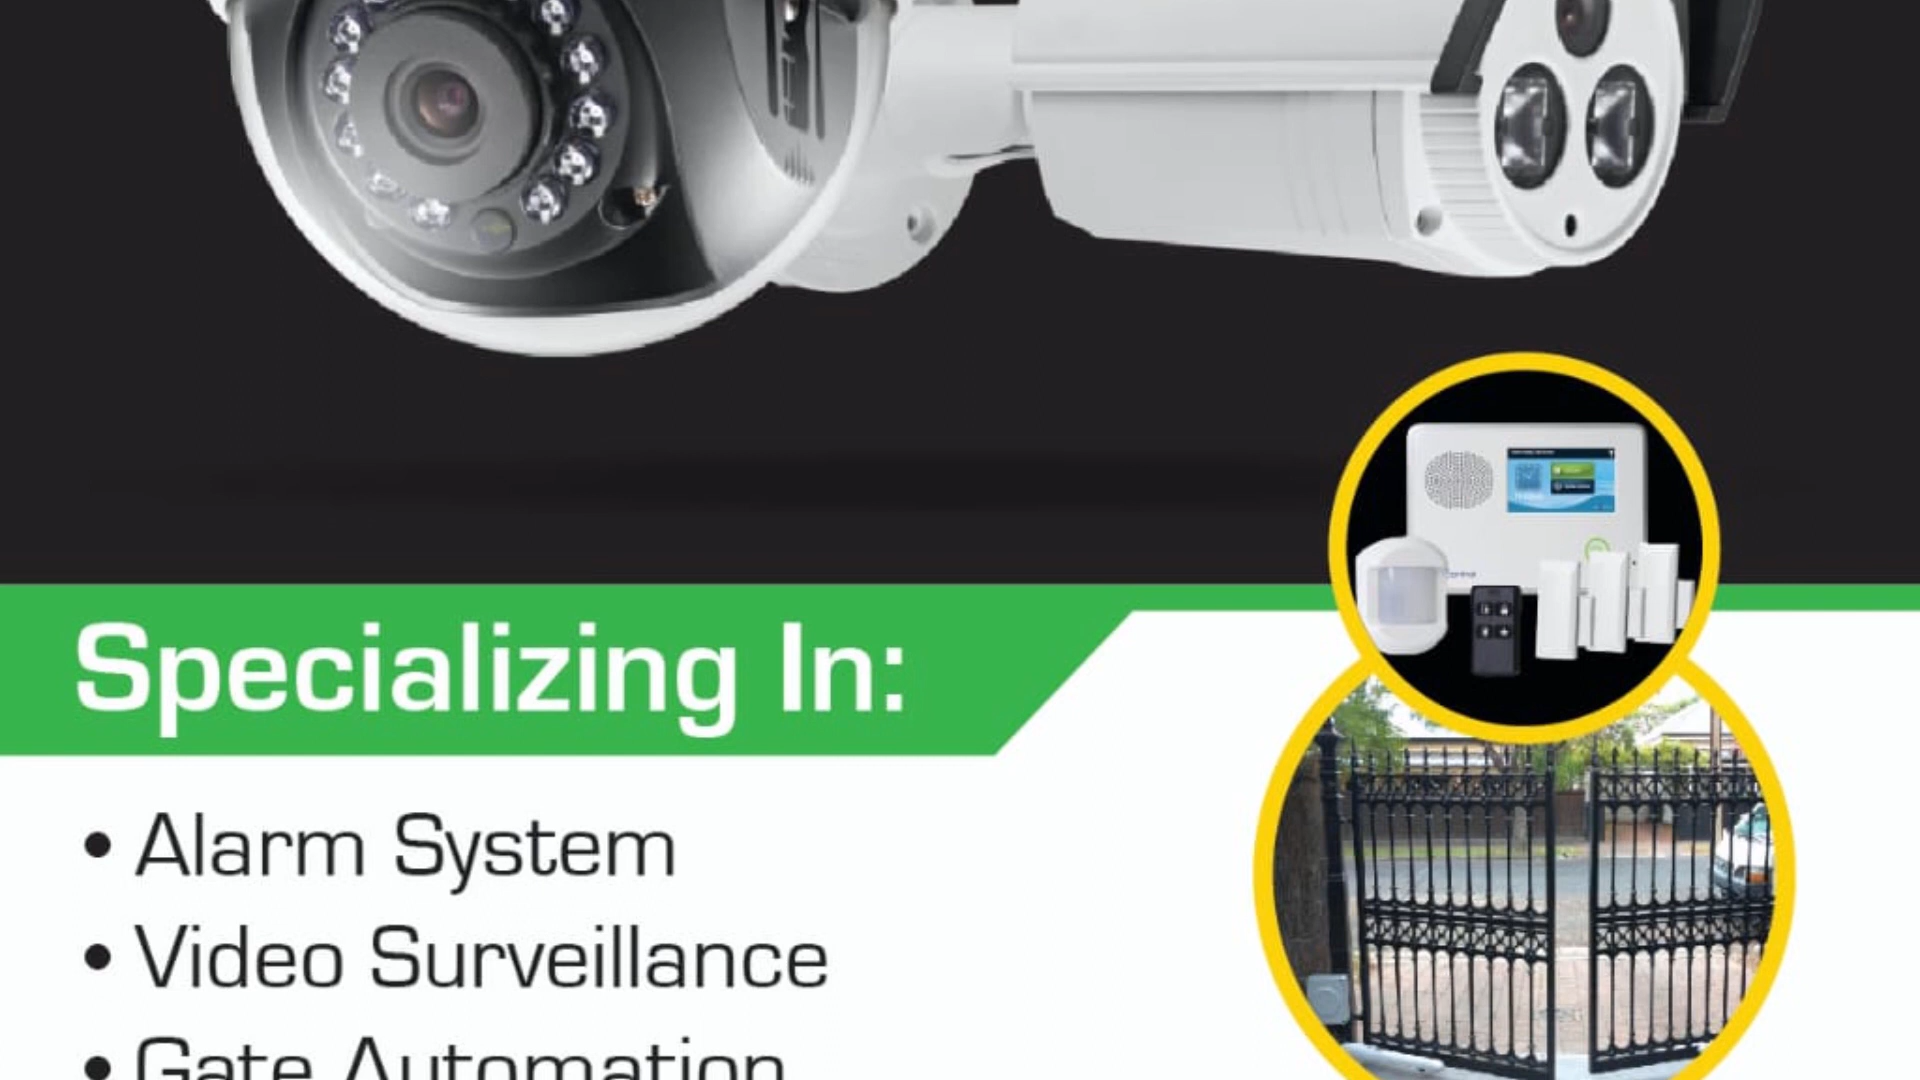 Specializing In:
• Alarm System
• Video Surveillance
• Gate Automation